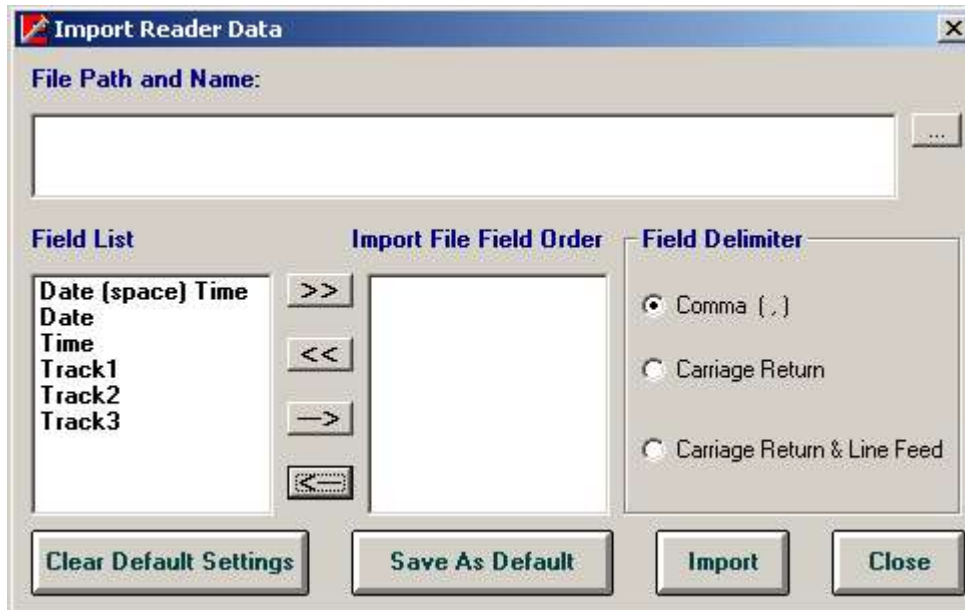 Import Reader Data
File Path and Name:
...
Field List
Import File Field Order
Field Delimiter
Date (space) Time
Date
Time
Track1
Track2
Track3
>>
<<
-->
<--
Comma ( , )
Carriage Return
Carriage Return & Line Feed
Clear Default Settings
Save As Default
Import
Close